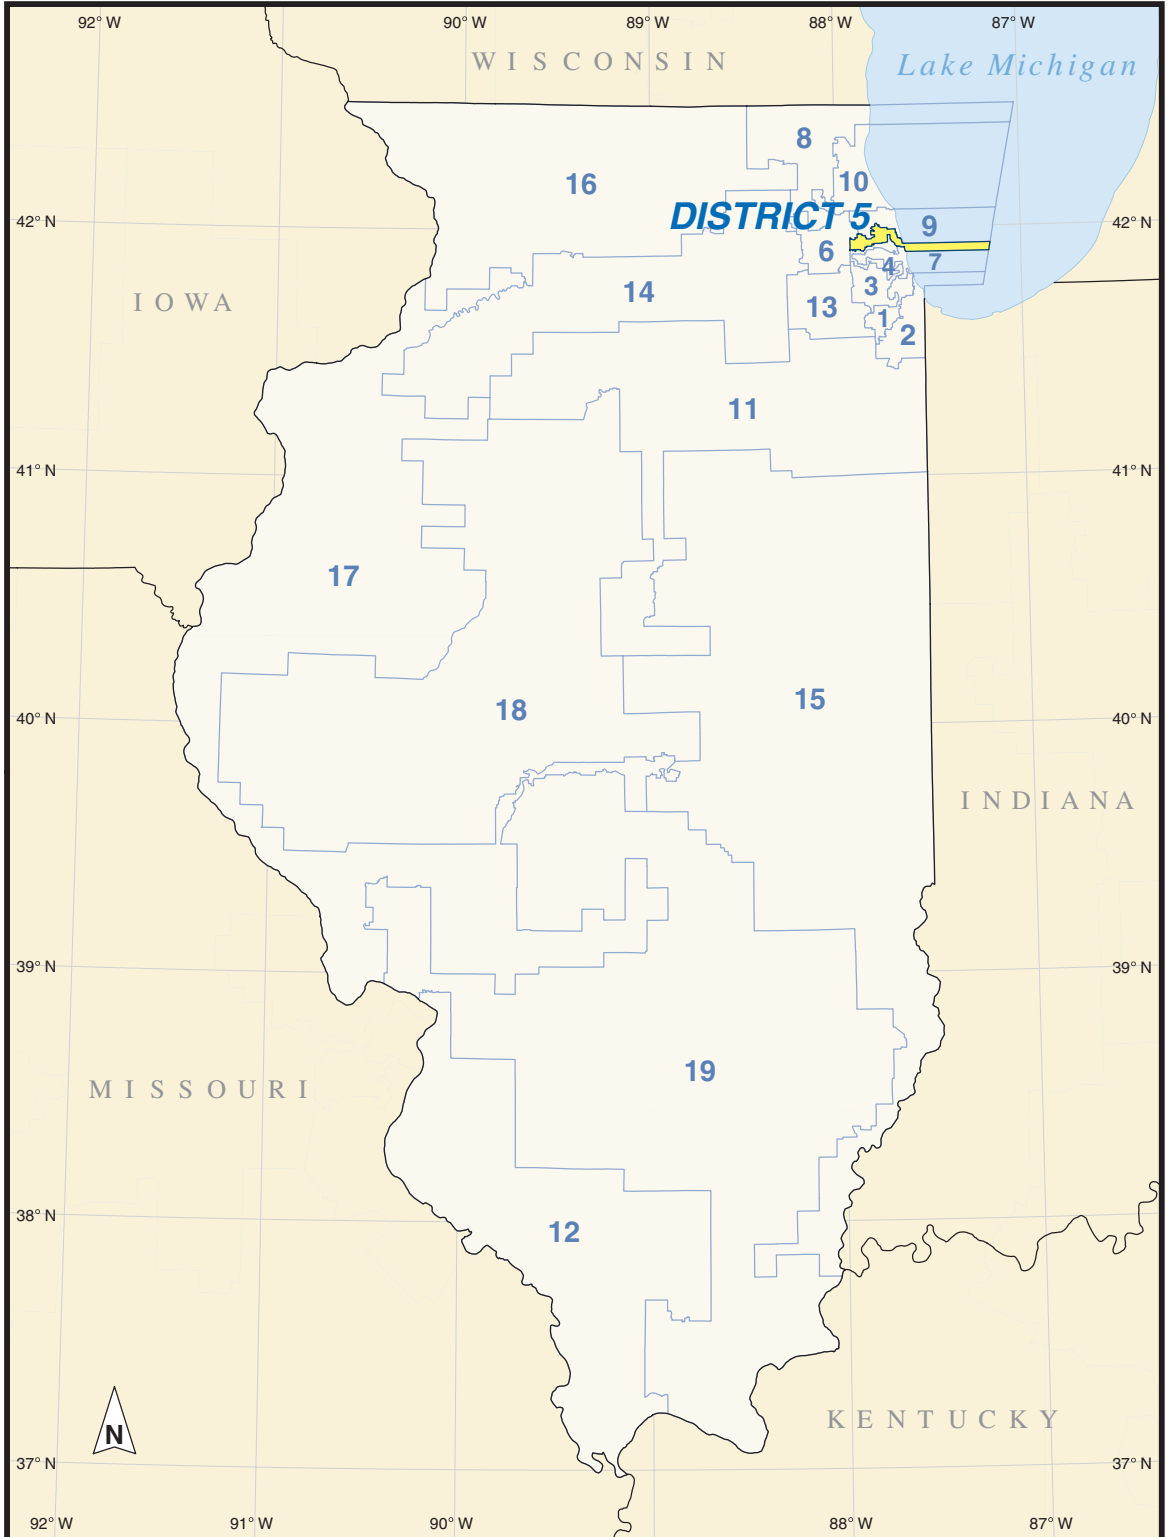 92° W 90° W 89° W 88° W 87° W
WISCONSIN
Lake Michigan
8
16
10
DISTRICT 5
42° N 9 42° N
6
4 7
IOWA 14 3
13
1
2
11
41° N 41° N
17
15
18
40° N 40° N
INDIANA
39° N 39° N
19
MISSOURI
38° N 38° N
12
KENTUCKY
N
37° N 37° N
92° W 91° W 90° W 88° W 87° W